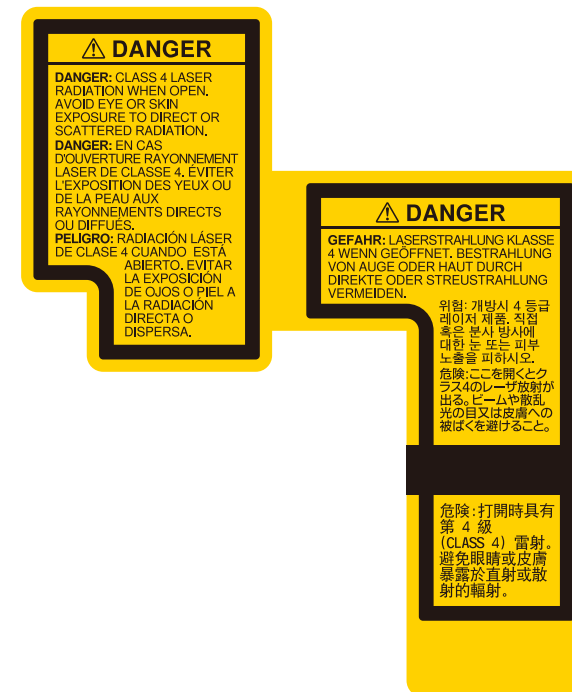 ⚠ DANGER
DANGER: CLASS 4 LASER
RADIATION WHEN OPEN.
AVOID EYE OR SKIN
EXPOSURE TO DIRECT OR
SCATTERED RADIATION.
DANGER: EN CAS
D'OUVERTURE RAYONNEMENT
LASER DE CLASSE 4. ÉVITER
L'EXPOSITION DES YEUX OU
DE LA PEAU AUX
RAYONNEMENTS DIRECTS
OU DIFFUÉS.
PELIGRO: RADIACIÓN LÁSER
DE CLASE 4 CUANDO ESTÁ
ABIERTO. EVITAR
LA EXPOSICIÓN
DE OJOS O PIEL A
LA RADIACIÓN
DIRECTA O
DISPERSA.
⚠ DANGER
GEFAHR: LASERSTRAHLUNG KLASSE
4 WENN GEÖFFNET. BESTRAHLUNG
VON AUGE ODER HAUT DURCH
DIREKTE ODER STREUSTRAHLUNG
VERMEIDEN.
위험: 개방시 4 등급
레이저 제품. 직접
혹은 분사 방사에
대한 눈 또는 피부
노출을 피하시오.
危険:ここを開くとク
ラス4のレーザ放射が
出る。ビームや散乱
光の目又は皮膚への
被ばくを避けること。
危険:打開時具有
第 4 級
(CLASS 4) 雷射。
避免眼睛或皮膚
暴露於直射或散
射的輻射。